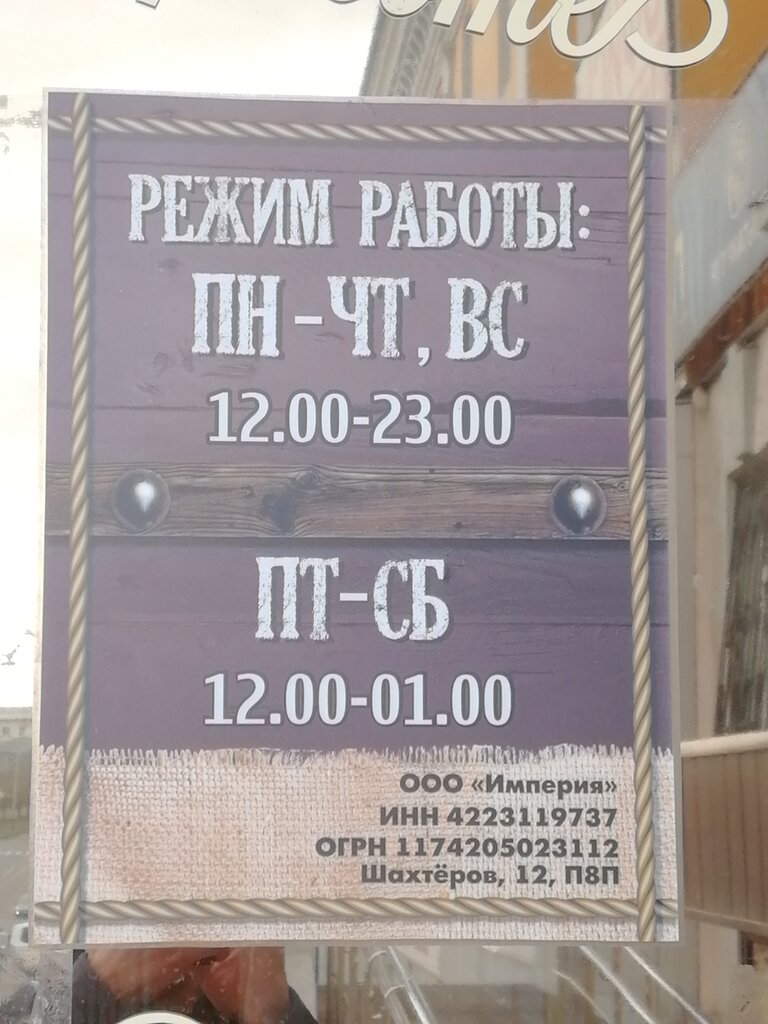 РЕЖИМ РАБОТЫ:
ПН-ЧТ, ВС
12.00-23.00
ПТ-СБ
12.00-01.00
ООО «Империя»
ИНН 4223119737
ОГРН 1174205023112
Шахтёров, 12, П8П